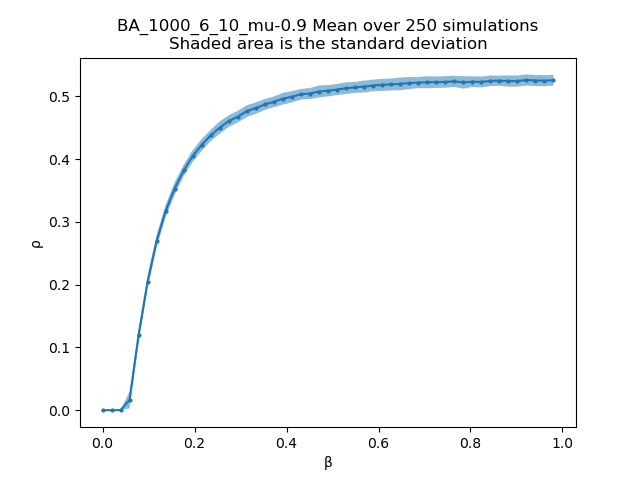 BA_1000_6_10_mu-0.9 Mean over 250 simulations
Shaded area is the standard deviation
0.5
0.4
0.3
0.2
0.1
0.0
ρ
0.0 0.2 0.4 0.6 0.8 1.0
β